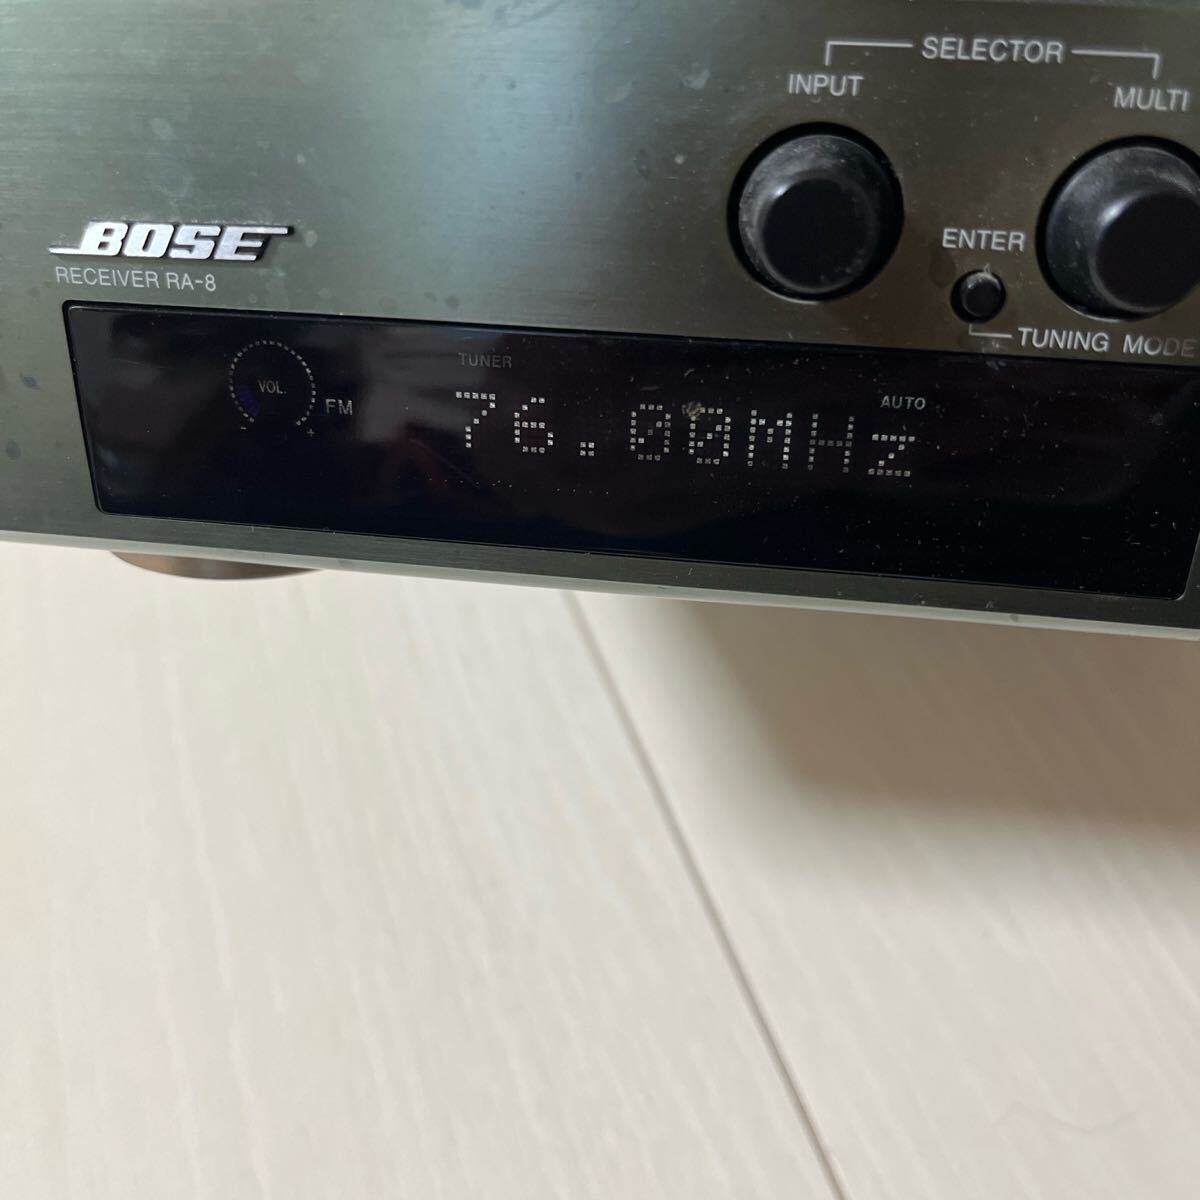 SELECTOR
INPUT
MULTI
BOSE
RECEIVER RA-8
ENTER
TUNING MODE
TUNER
VOL.
FM
76.00MHz
AUTO
- +